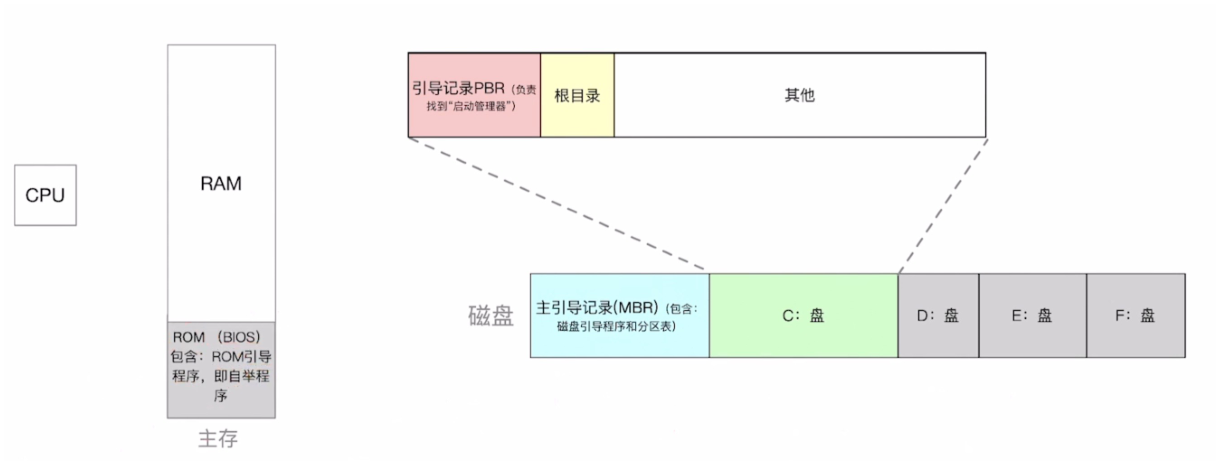 引导记录PBR（负责
找到“启动管理器”）
根目录
其他
CPU
RAM
ROM （BIOS）
包含：ROM引导
程序，即自举程
序
主存
磁盘
主引导记录(MBR)（包含：
磁盘引导程序和分区表）
C：盘
D：盘
E：盘
F：盘